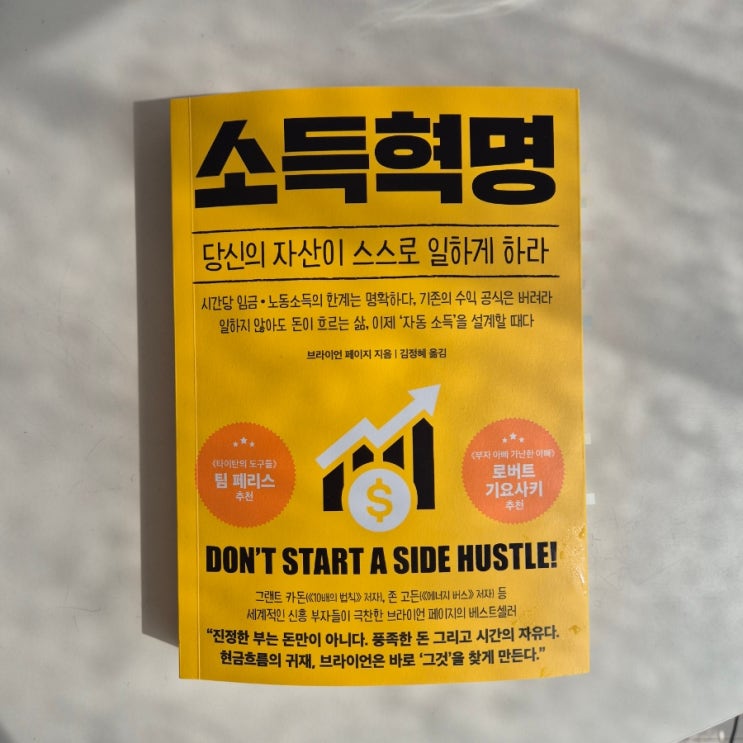 소득혁명
당신의 자산이 스스로 일하게 하라
시간당 임금•노동소득의 한계는 명확하다, 기존의 수익 공식은 버려라
일하지 않아도 돈이 흐르는 삶, 이제 '자동 소득'을 설계할 때다
브라이언 페이지 지음 | 김정혜 옮김
《타이탄의 도구들》
팀 페리스
추천
《부자 아빠 가난한 아빠》
로버트
기요사키
추천
$
DON'T START A SIDE HUSTLE!
그랜트 카돈(《10배의 법칙》 저자), 존 고든(《에너지 버스》 저자) 등
세계적인 신흥 부자들이 극찬한 브라이언 페이지의 베스트셀러
“진정한 부는 돈만이 아니다. 풍족한 돈 그리고 시간의 자유다.
현금흐름의 귀재, 브라이언은 바로 ‘그것’을 찾게 만든다.”